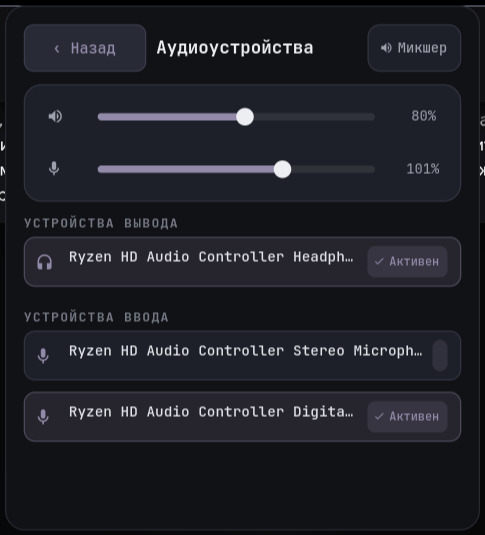 ‹ Назад
Аудиоустройства
Микшер
80%
101%
УСТРОЙСТВА ВЫВОДА
Ryzen HD Audio Controller Headph…
✓ Активен
УСТРОЙСТВА ВВОДА
Ryzen HD Audio Controller Stereo Microph…
Ryzen HD Audio Controller Digita…
✓ Активен